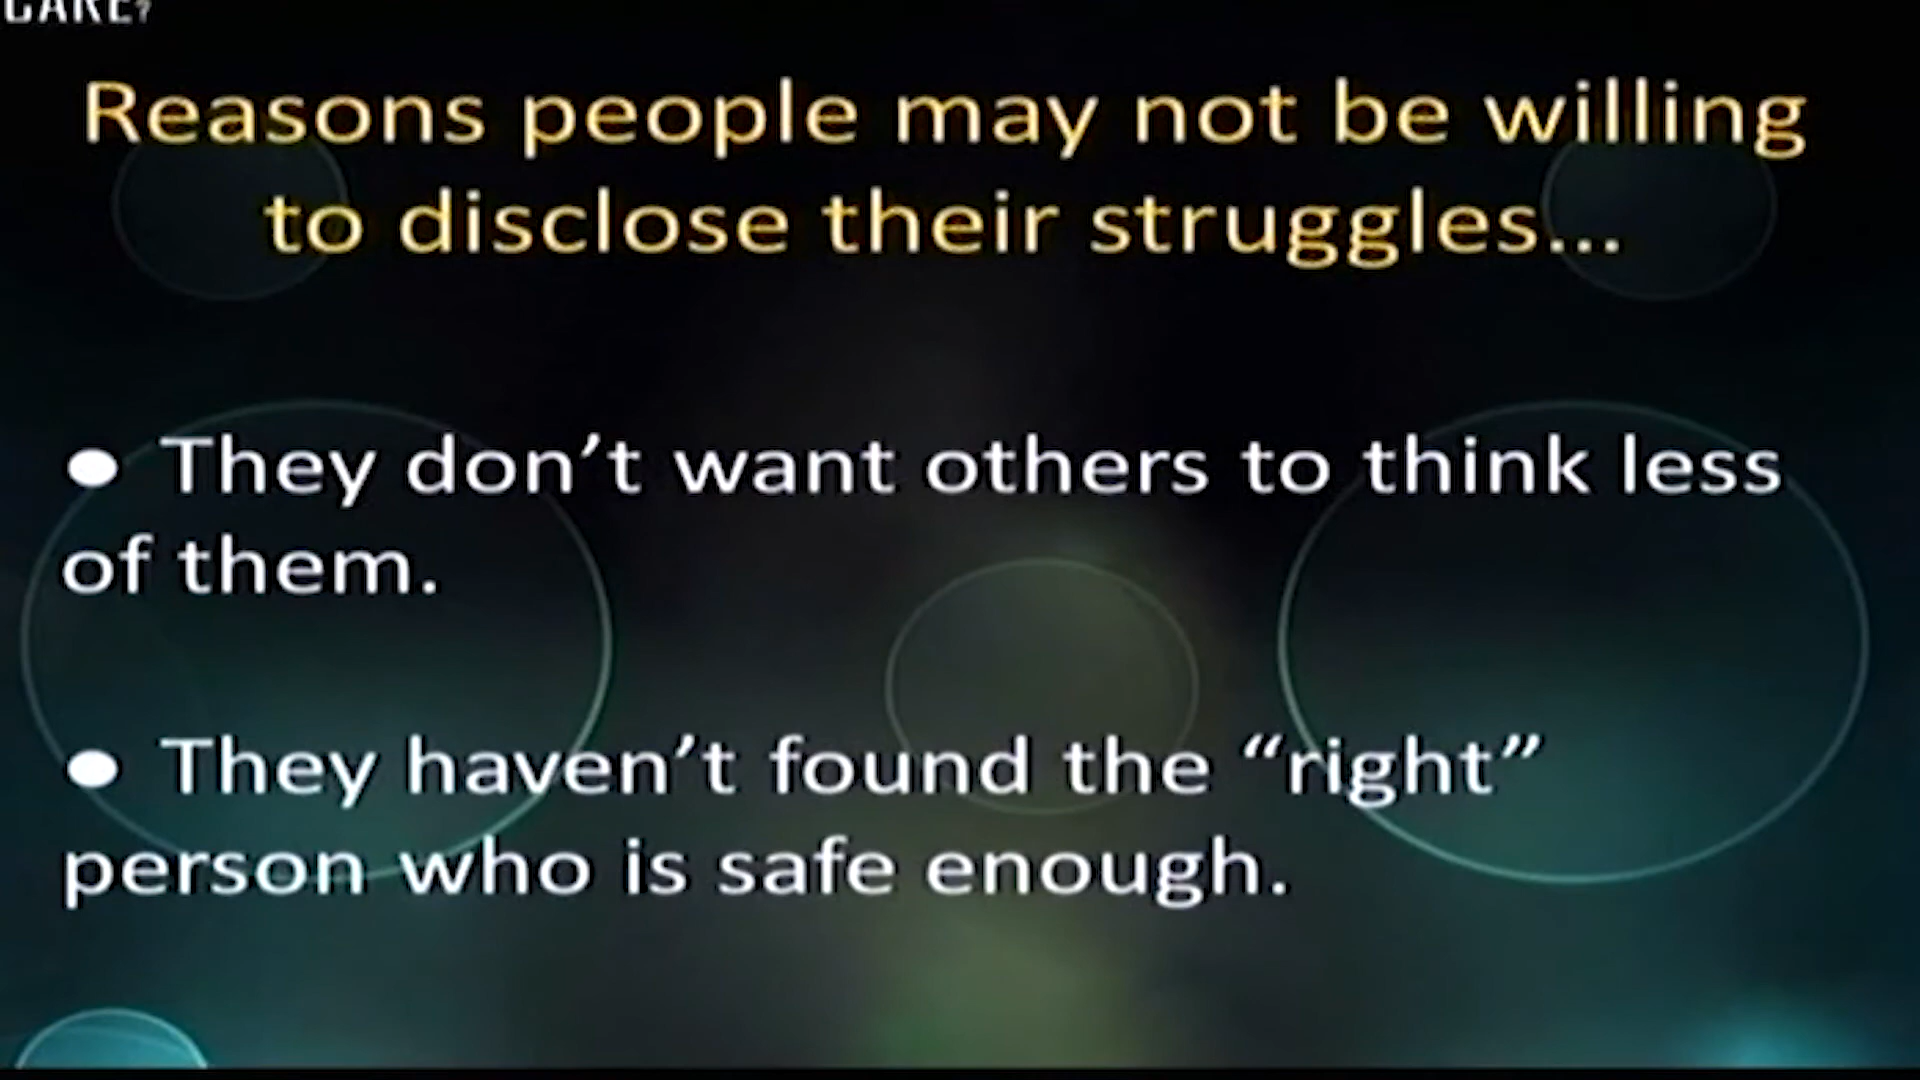 CARE?
Reasons people may not be willing
to disclose their struggles...
● They don’t want others to think less
of them.
● They haven’t found the “right”
person who is safe enough.